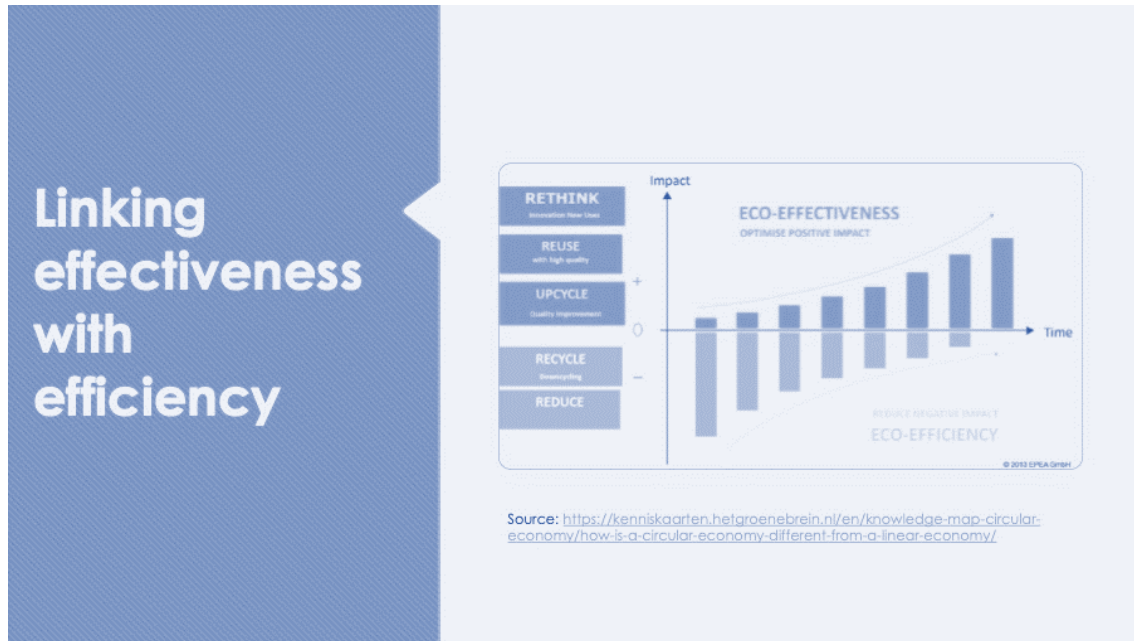 Linking
effectiveness
with
efficiency
Impact
RETHINK
Innovation New Uses
REUSE
with high quality
+
UPCYCLE
Quality Improvement
0
RECYCLE
Downcycling
–
REDUCE
ECO-EFFECTIVENESS
OPTIMISE POSITIVE IMPACT
Time
REDUCE NEGATIVE IMPACT
ECO-EFFICIENCY
© 2013 EPEA GmbH
Source: https://kenniskaarten.hetgroenebrein.nl/en/knowledge-map-circular-
economy/how-is-a-circular-economy-different-from-a-linear-economy/